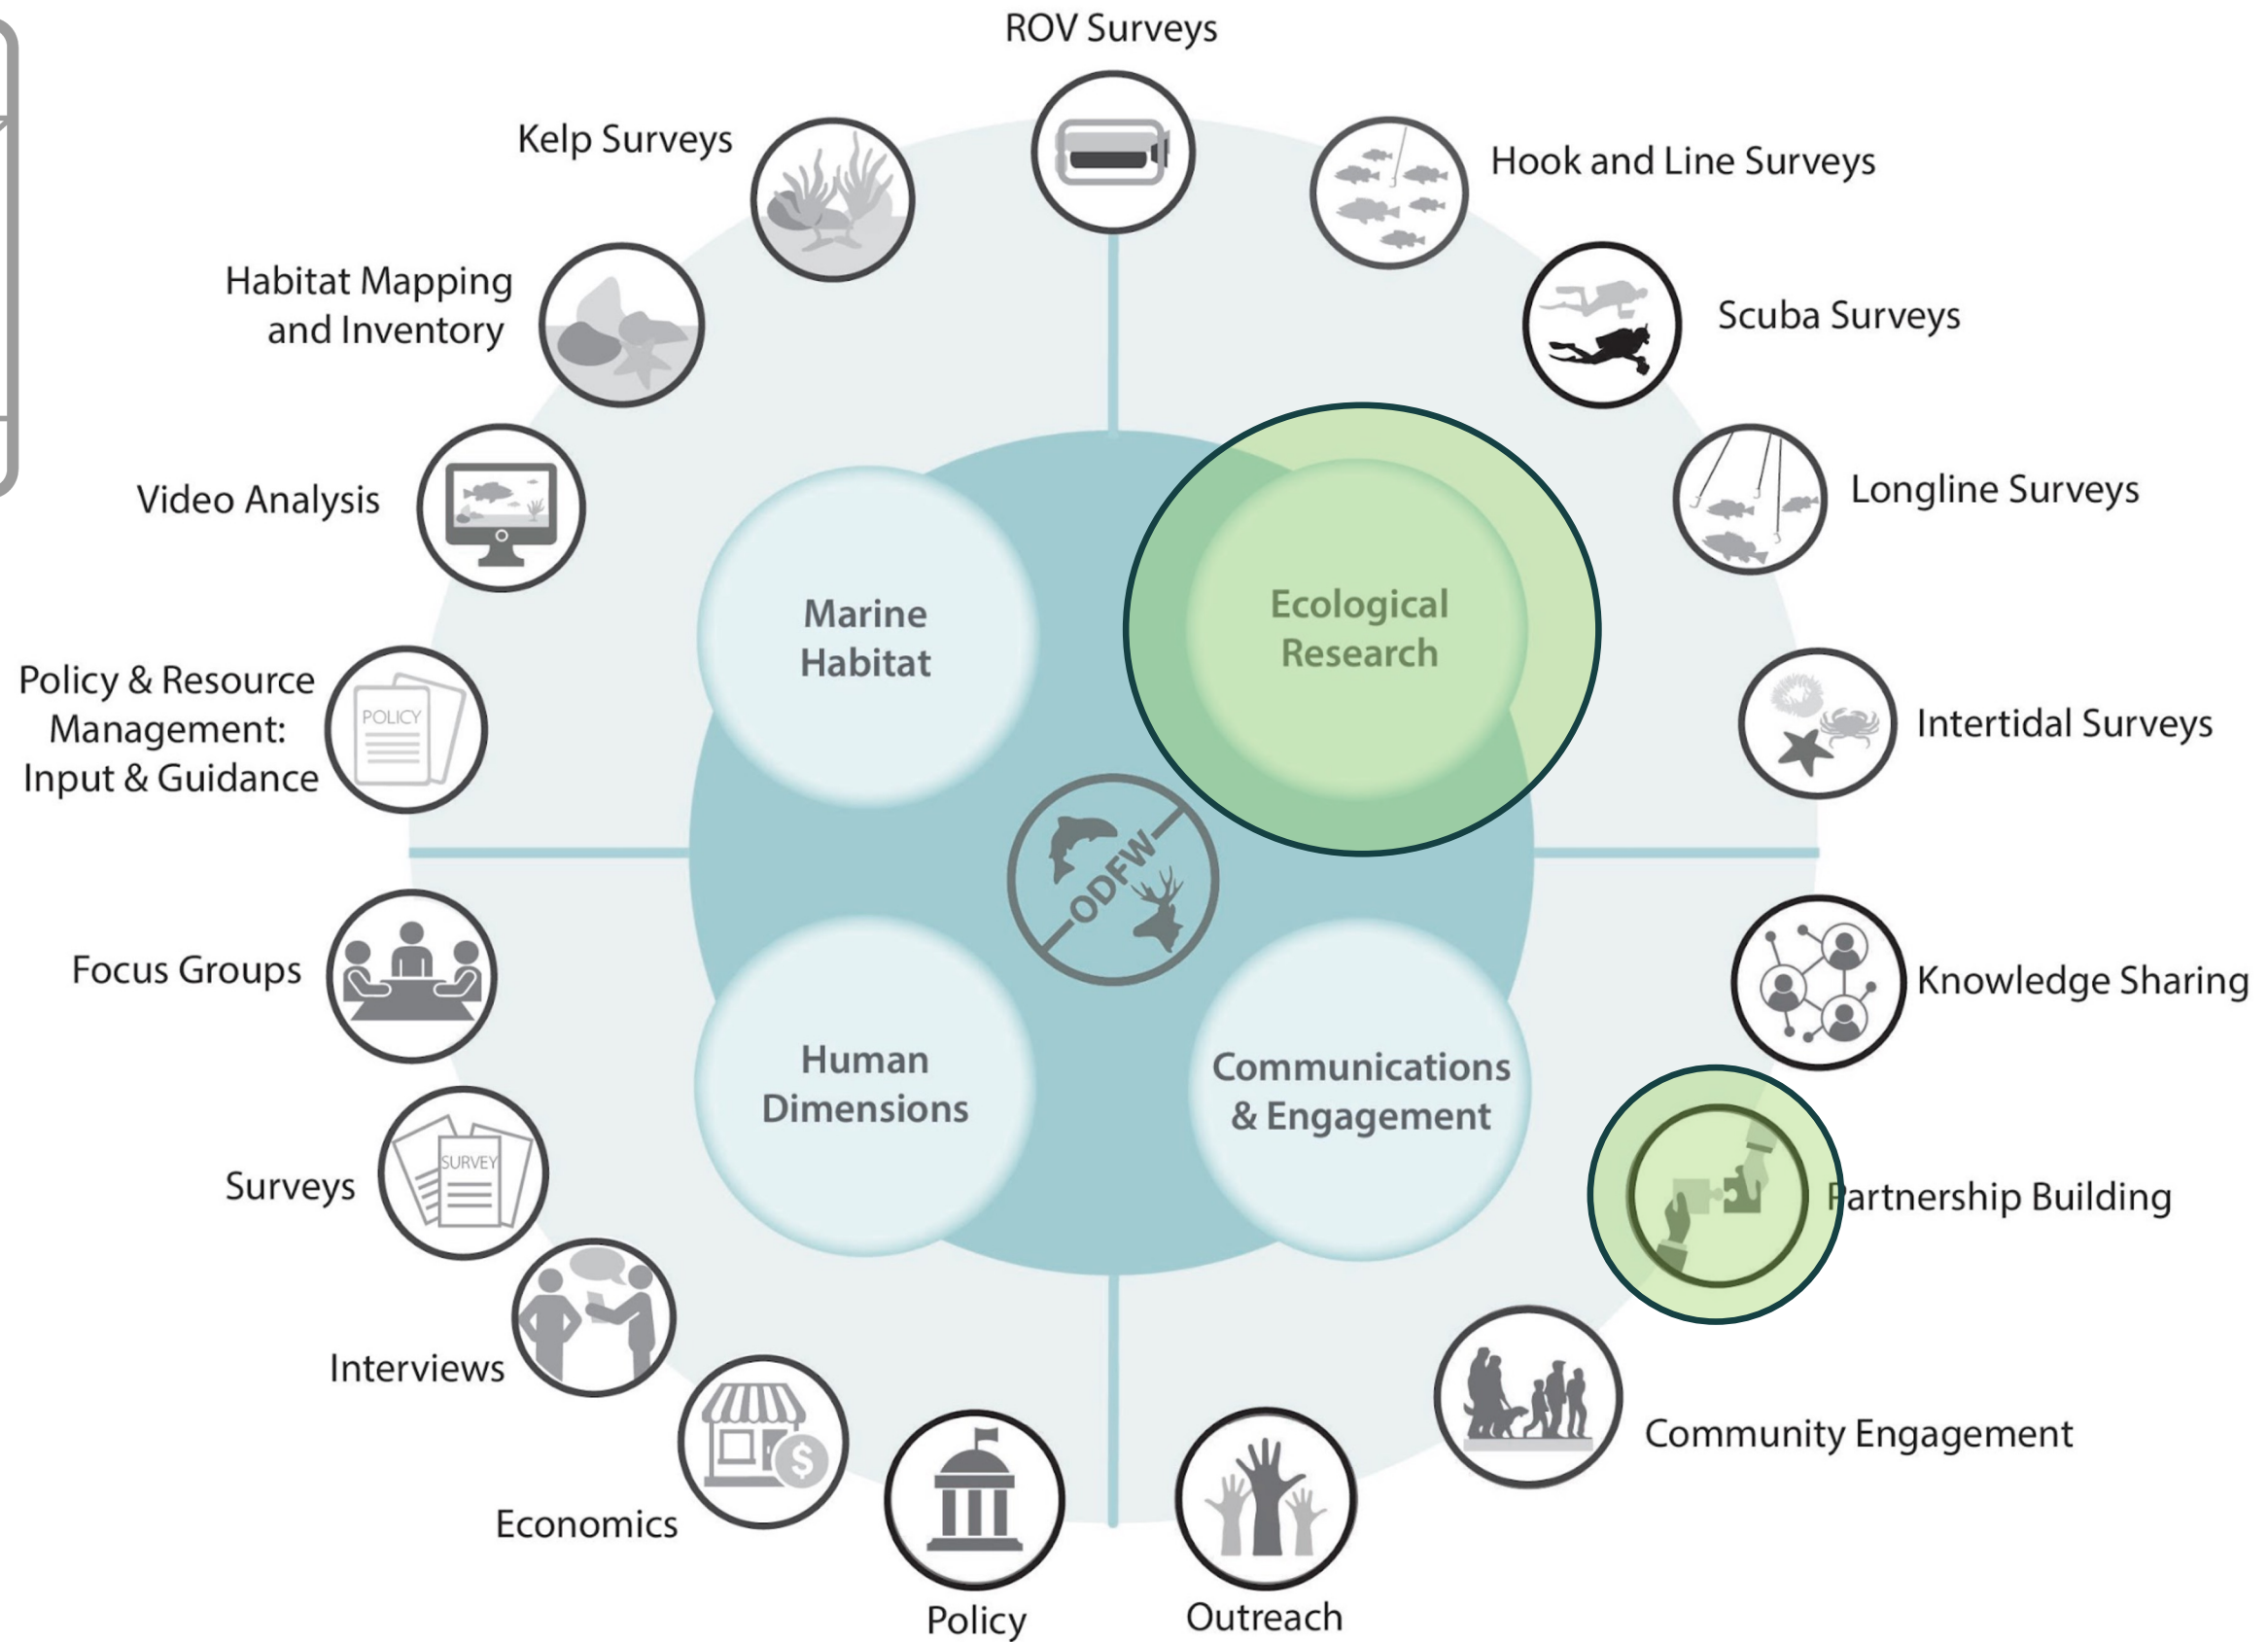 ROV Surveys
Kelp Surveys
Hook and Line Surveys
Habitat Mapping
and Inventory
Scuba Surveys
Video Analysis
Longline Surveys
Marine
Habitat
Ecological
Research
Policy & Resource
Management:
Input & Guidance
POLICY
Intertidal Surveys
ODFW
Focus Groups
Knowledge Sharing
Human
Dimensions
Communications
& Engagement
Surveys
SURVEY
Partnership Building
Interviews
Community Engagement
Economics
$
Policy
Outreach